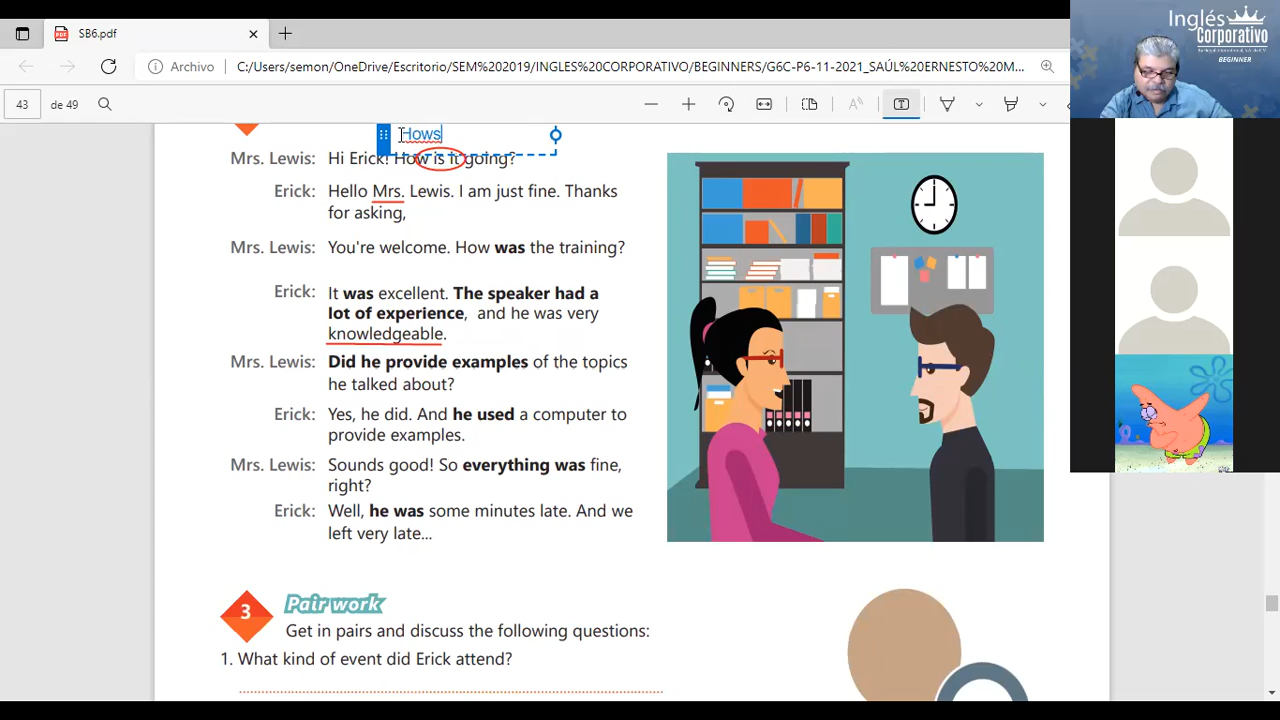 SB6.pdf
Archivo
C:/Users/semon/OneDrive/Escritorio/SEM%202019/INGLES%20CORPORATIVO/BEGINNERS/G6C-P6-11-2021_SAÚL%20ERNESTO%20M...
43 de 49
Inglés
Corporativo
BEGINNER
Hows
Mrs. Lewis: Hi Erick! How is it going?
Erick: Hello Mrs. Lewis. I am just fine. Thanks
for asking,
Mrs. Lewis: You're welcome. How was the training?
Erick: It was excellent. The speaker had a
lot of experience, and he was very
knowledgeable.
Mrs. Lewis: Did he provide examples of the topics
he talked about?
Erick: Yes, he did. And he used a computer to
provide examples.
Mrs. Lewis: Sounds good! So everything was fine,
right?
Erick: Well, he was some minutes late. And we
left very late...
3 Pair work
Get in pairs and discuss the following questions:
1. What kind of event did Erick attend?